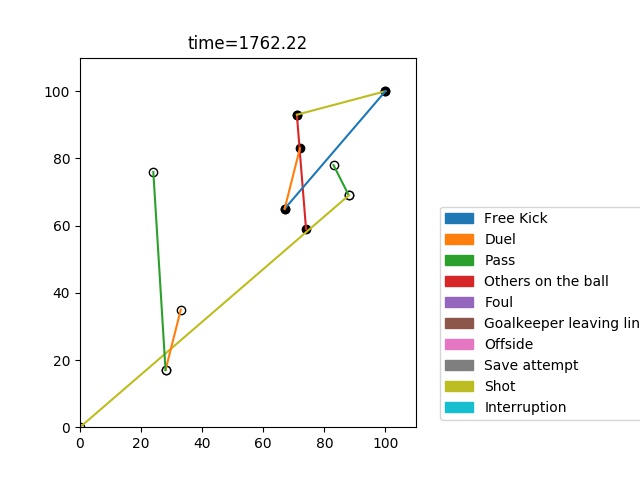 time=1762.22
100
80
60
40
20
0
0 20 40 60 80 100
Free Kick
Duel
Pass
Others on the ball
Foul
Goalkeeper leaving lin
Offside
Save attempt
Shot
Interruption